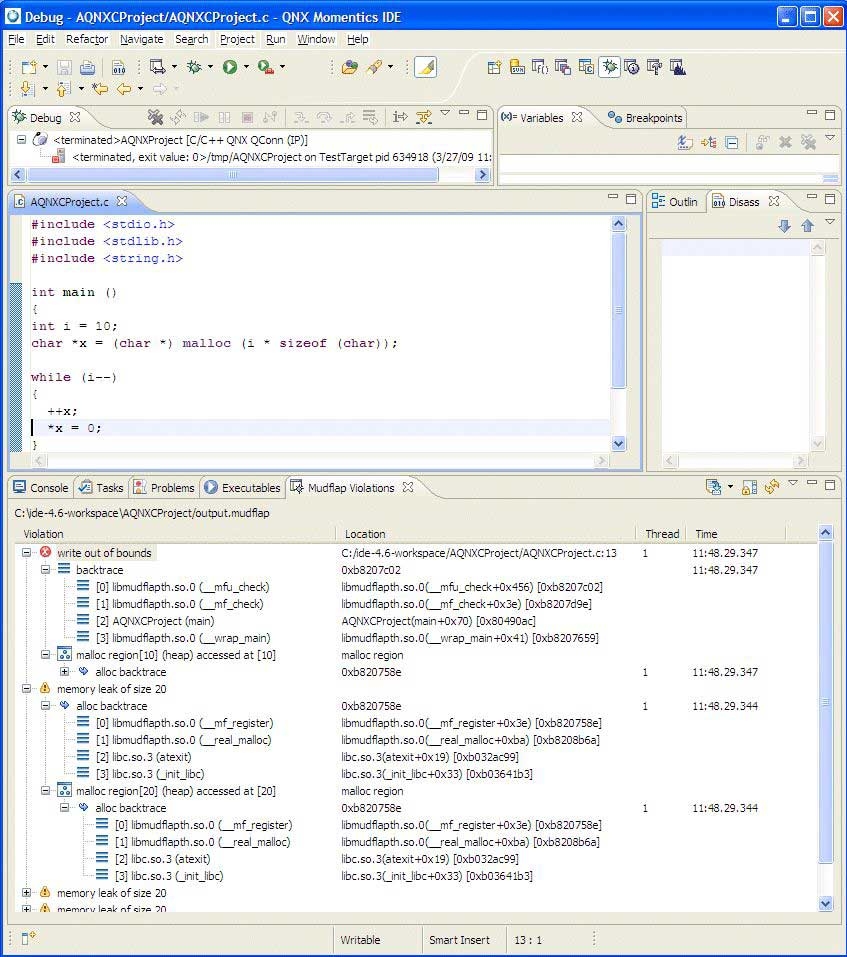 Debug - AQNXCProject/AQNXCProject.c - QNX Momentics IDE
File Edit Refactor Navigate Search Project Run Window Help
Debug
(x)= Variables Breakpoints
<terminated>AQNXProject [C/C++ QNX QConn (IP)]
<terminated, exit value: 0>/tmp/AQNXCProject on TestTarget pid 634918 (3/27/09 11:
AQNXCProject.c
Outlin Disass
#include <stdio.h>
#include <stdlib.h>
#include <string.h>
int main ()
{
int i = 10;
char *x = (char *) malloc (i * sizeof (char));
while (i--)
{
++x;
*x = 0;
}
Console Tasks Problems Executables Mudflap Violations
C:\ide-4.6-workspace\AQNXCProject/output.mudflap
Violation Location Thread Time
write out of bounds C:/ide-4.6-workspace/AQNXCProject/AQNXCProject.c:13 1 11:48.29.347
backtrace 0xb8207c02 11:48.29.347
[0] libmudflapth.so.0 (__mfu_check) libmudflapth.so.0(__mfu_check+0x456) [0xb8207c02]
[1] libmudflapth.so.0 (__mf_check) libmudflapth.so.0(__mf_check+0x3e) [0xb8207d9e]
[2] AQNXCProject (main) AQNXCProject(main+0x70) [0x80490ac]
[3] libmudflapth.so.0 (__wrap_main) libmudflapth.so.0(__wrap_main+0x41) [0xb8207659]
malloc region[10] (heap) accessed at [10] malloc region
alloc backtrace 0xb820758e 1 11:48.29.347
memory leak of size 20
alloc backtrace 0xb820758e 1 11:48.29.344
[0] libmudflapth.so.0 (__mf_register) libmudflapth.so.0(__mf_register+0x3e) [0xb820758e]
[1] libmudflapth.so.0 (__real_malloc) libmudflapth.so.0(__real_malloc+0xba) [0xb8208b6a]
[2] libc.so.3 (atexit) libc.so.3(atexit+0x19) [0xb032ac99]
[3] libc.so.3 (_init_libc) libc.so.3(_init_libc+0x33) [0xb03641b3]
malloc region[20] (heap) accessed at [20] malloc region
alloc backtrace 0xb820758e 1 11:48.29.344
[0] libmudflapth.so.0 (__mf_register) libmudflapth.so.0(__mf_register+0x3e) [0xb820758e]
[1] libmudflapth.so.0 (__real_malloc) libmudflapth.so.0(__real_malloc+0xba) [0xb8208b6a]
[2] libc.so.3 (atexit) libc.so.3(atexit+0x19) [0xb032ac99]
[3] libc.so.3 (_init_libc) libc.so.3(_init_libc+0x33) [0xb03641b3]
memory leak of size 20
memory leak of size 20
Writable Smart Insert 13 : 1